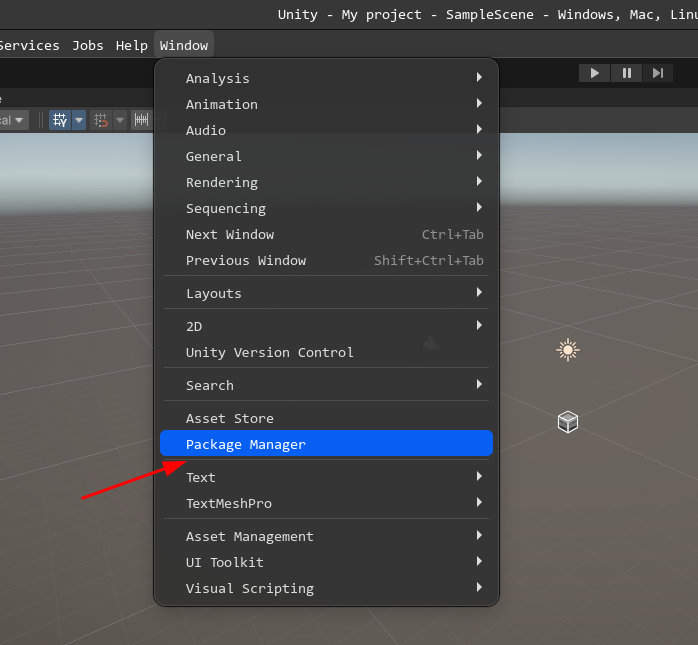 Unity - My project - SampleScene - Windows, Mac,
Jobs Help Window
Analysis
Animation
Audio
General
Rendering
Sequencing
Next Window Ctrl+Tab
Previous Window Shift+Ctrl+Tab
Layouts
2D
Unity Version Control
Search
Asset Store
Package Manager
Text
TextMeshPro
Asset Management
UI Toolkit
Visual Scripting